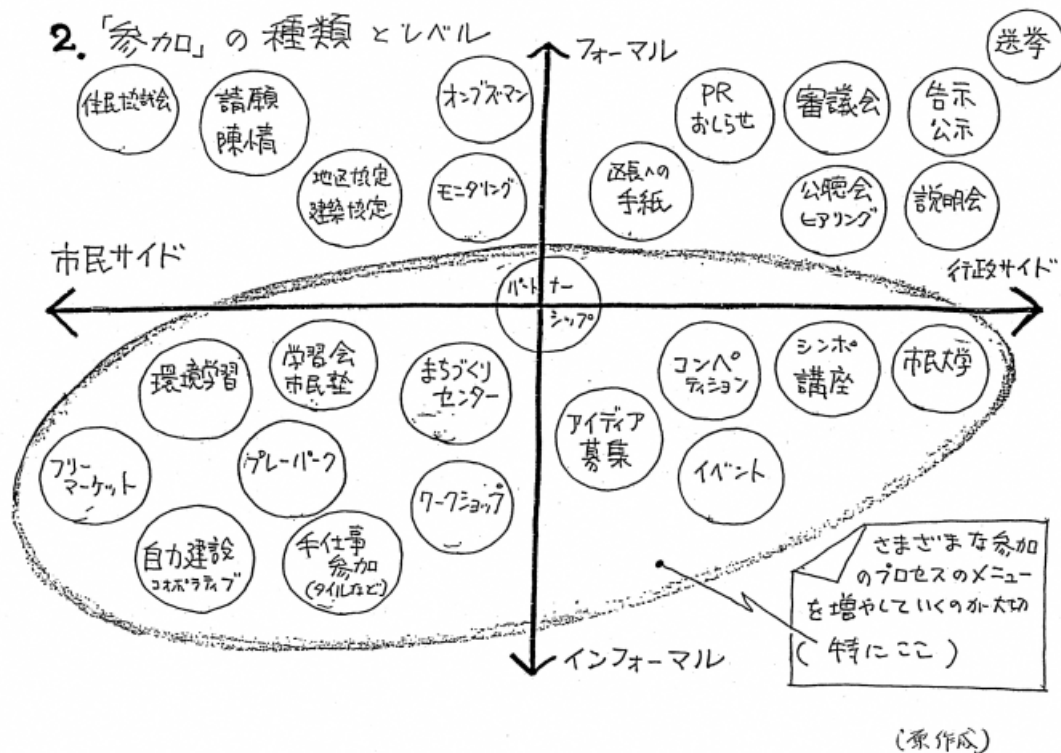 2. 「参加」の種類とレベル
フォーマル
選挙
住民協議会
請願
陳情
オンブズマン
PR
おしらせ
審議会
告示
公示
地区協定
建築協定
モニタリング
区長への
手紙
公聴会
ヒアリング
説明会
市民サイド
行政サイド
パートナー
シップ
環境学習
学習会
市民塾
まちづくり
センター
コンペ
ティション
シンポ
講座
市民大学
フリー
マーケット
プレーパーク
ワークショップ
アイディア
募集
イベント
自力建設
コオポラティブ
手仕事
参加
(タイルなど)
さまざまな参加
のプロセスのメニュー
を増やしていくのが大切
(特にここ)
インフォーマル
(原作成)